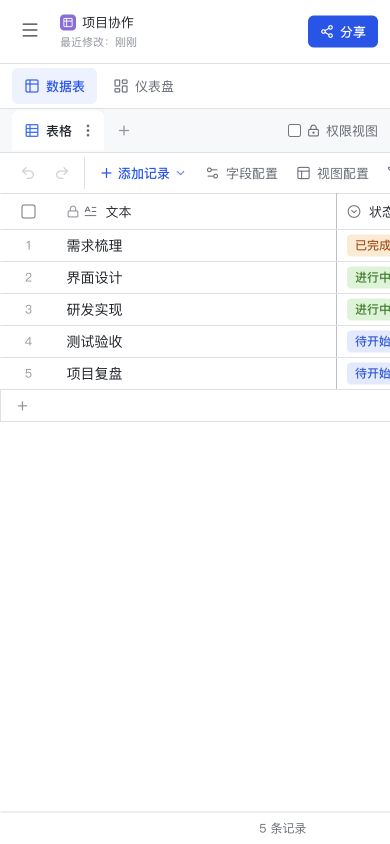 项目协作
最近修改：刚刚
分享
数据表
仪表盘
表格
权限视图
添加记录
字段配置
视图配置
文本
状态
1 需求梳理 已完成
2 界面设计 进行中
3 研发实现 进行中
4 测试验收 待开始
5 项目复盘 待开始
5 条记录